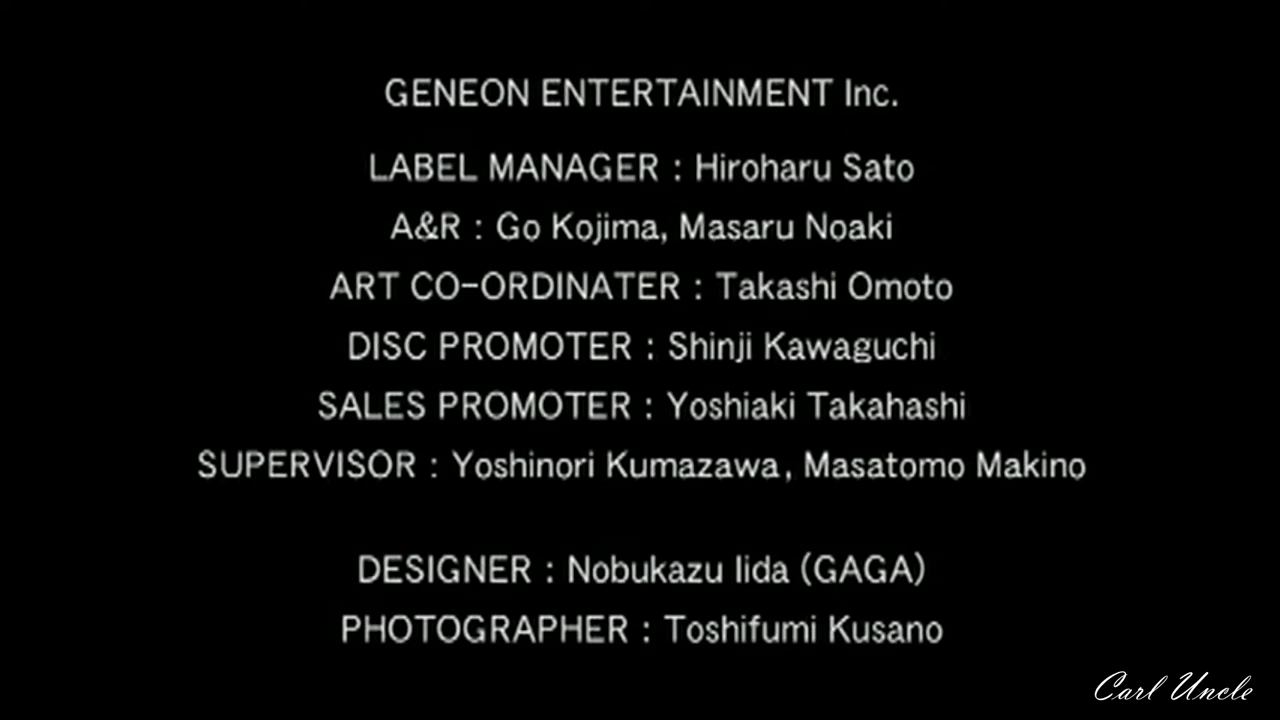 GENEON ENTERTAINMENT Inc.
LABEL MANAGER : Hiroharu Sato
A&R : Go Kojima, Masaru Noaki
ART CO-ORDINATER : Takashi Omoto
DISC PROMOTER : Shinji Kawaguchi
SALES PROMOTER : Yoshiaki Takahashi
SUPERVISOR : Yoshinori Kumazawa, Masatomo Makino
DESIGNER : Nobukazu Iida (GAGA)
PHOTOGRAPHER : Toshifumi Kusano
Carl Uncle